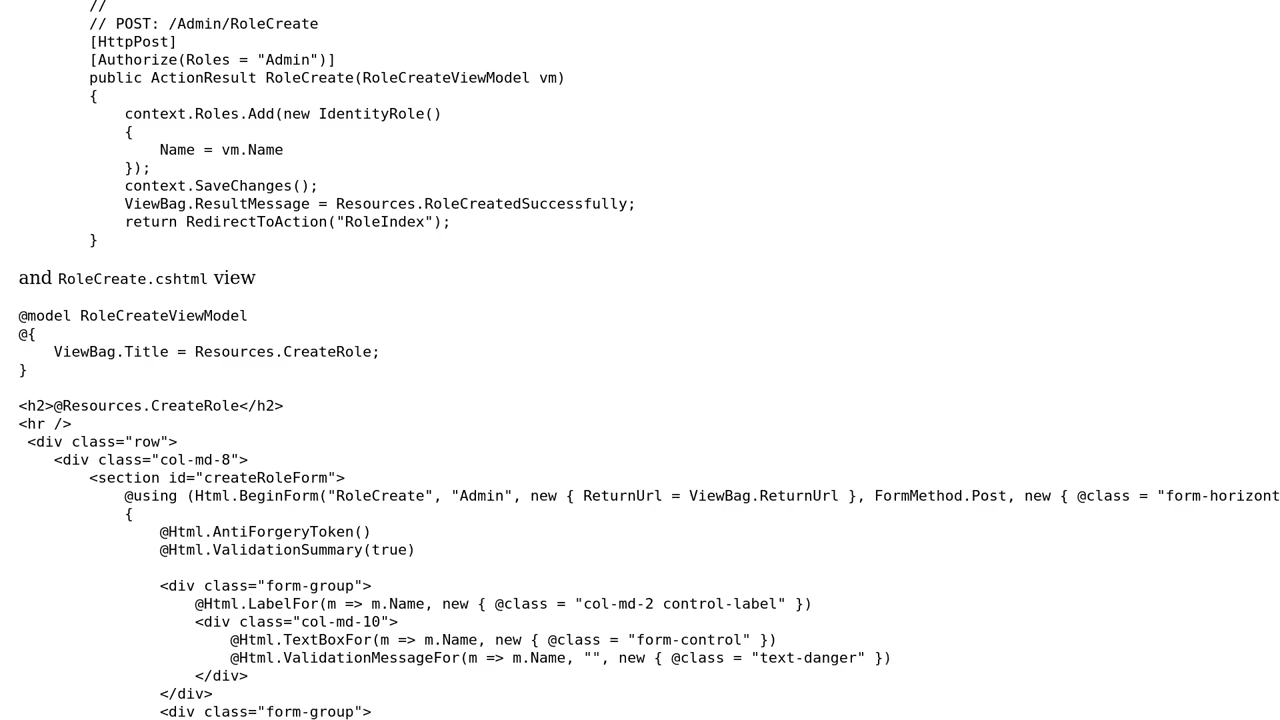 //
        // POST: /Admin/RoleCreate
        [HttpPost]
        [Authorize(Roles = "Admin")]
        public ActionResult RoleCreate(RoleCreateViewModel vm)
        {
            context.Roles.Add(new IdentityRole()
            {
                Name = vm.Name
            });
            context.SaveChanges();
            ViewBag.ResultMessage = Resources.RoleCreatedSuccessfully;
            return RedirectToAction("RoleIndex");
        }
and RoleCreate.cshtml view
@model RoleCreateViewModel
@{
    ViewBag.Title = Resources.CreateRole;
}
<h2>@Resources.CreateRole</h2>
<hr />
 <div class="row">
    <div class="col-md-8">
        <section id="createRoleForm">
            @using (Html.BeginForm("RoleCreate", "Admin", new { ReturnUrl = ViewBag.ReturnUrl }, FormMethod.Post, new { @class = "form-horizont
            {
                @Html.AntiForgeryToken()
                @Html.ValidationSummary(true)
                <div class="form-group">
                    @Html.LabelFor(m => m.Name, new { @class = "col-md-2 control-label" })
                    <div class="col-md-10">
                        @Html.TextBoxFor(m => m.Name, new { @class = "form-control" })
                        @Html.ValidationMessageFor(m => m.Name, "", new { @class = "text-danger" })
                    </div>
                </div>
                <div class="form-group">